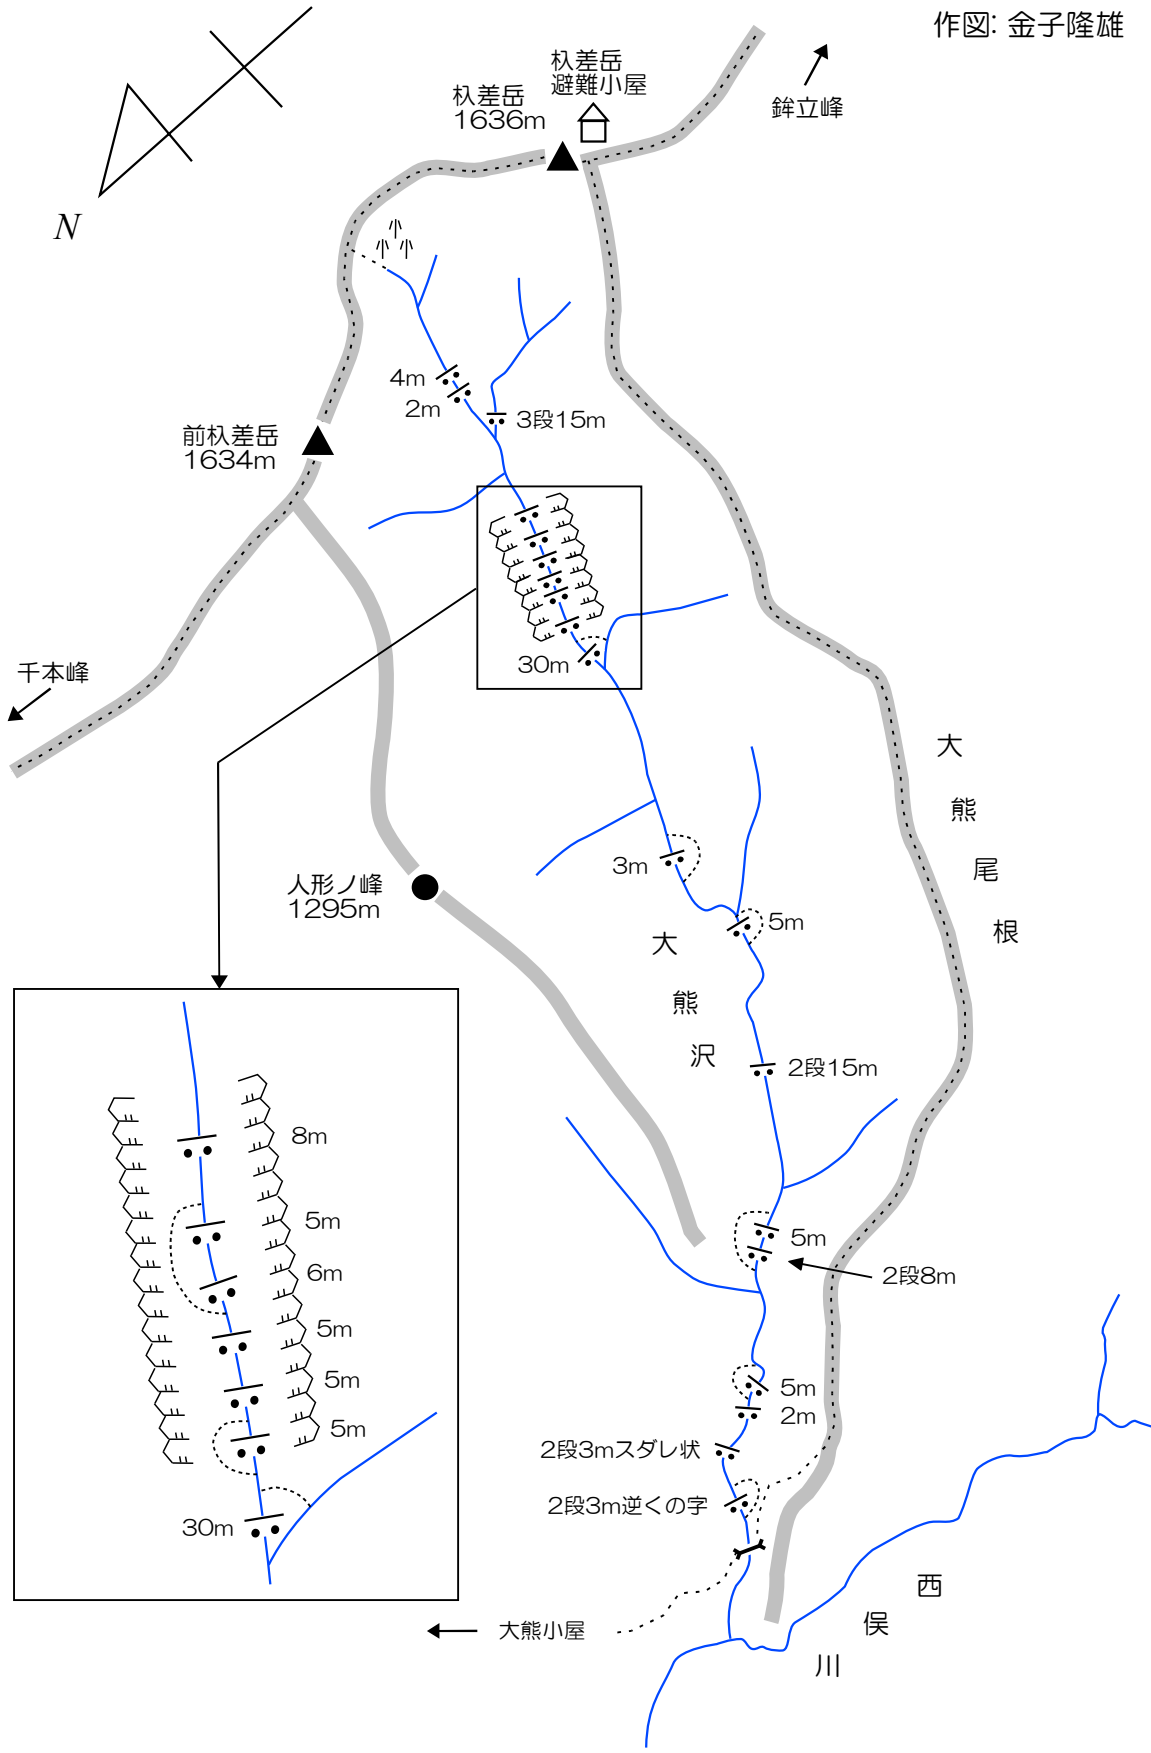 作図: 金子隆雄
杁差岳
避難小屋
杁差岳
1636m
鉾立峰
N
4m
2m
3段15m
前杁差岳
1634m
30m
千本峰
大熊尾根
3m
人形ノ峰
1295m
5m
大熊沢
2段15m
8m
5m
6m
5m
5m
5m
30m
5m
2段8m
5m
2m
2段3mスダレ状
2段3m逆くの字
大熊小屋
西俣川